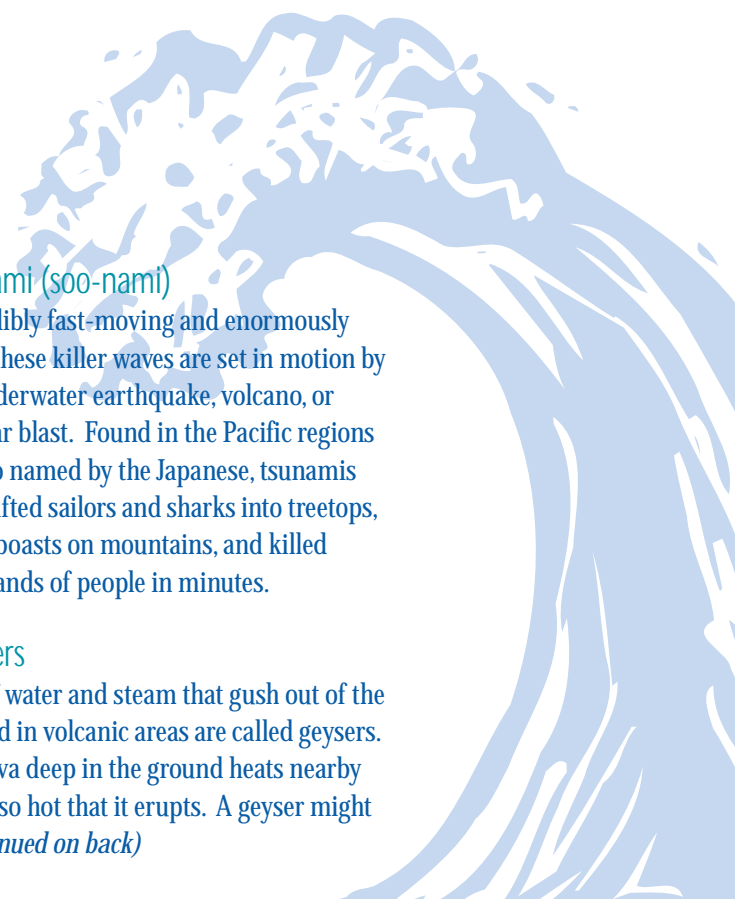 ami (soo-nami)
dibly fast-moving and enormously
hese killer waves are set in motion by
derwater earthquake, volcano, or
ar blast. Found in the Pacific regions
o named by the Japanese, tsunamis
ifted sailors and sharks into treetops,
boasts on mountains, and killed
ands of people in minutes.
ers
f water and steam that gush out of the
d in volcanic areas are called geysers.
va deep in the ground heats nearby
so hot that it erupts. A geyser might
nued on back)